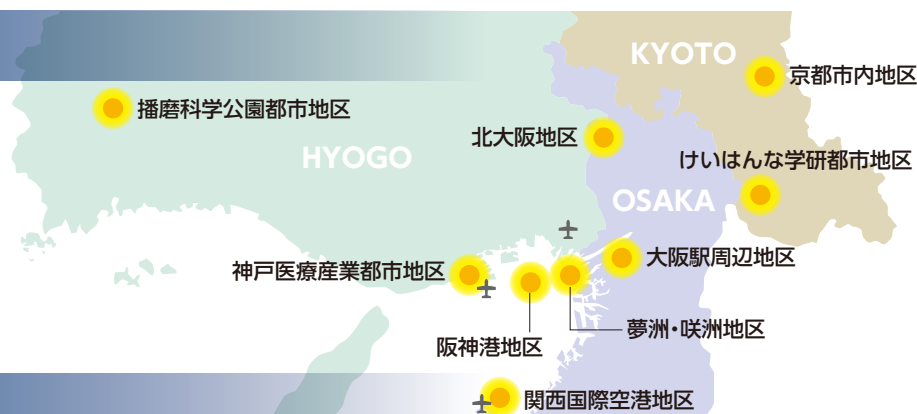 KYOTO
京都市内地区
播磨科学公園都市地区
北大阪地区
HYOGO
けいはんな学研都市地区
OSAKA
大阪駅周辺地区
神戸医療産業都市地区
夢洲・咲洲地区
阪神港地区
関西国際空港地区